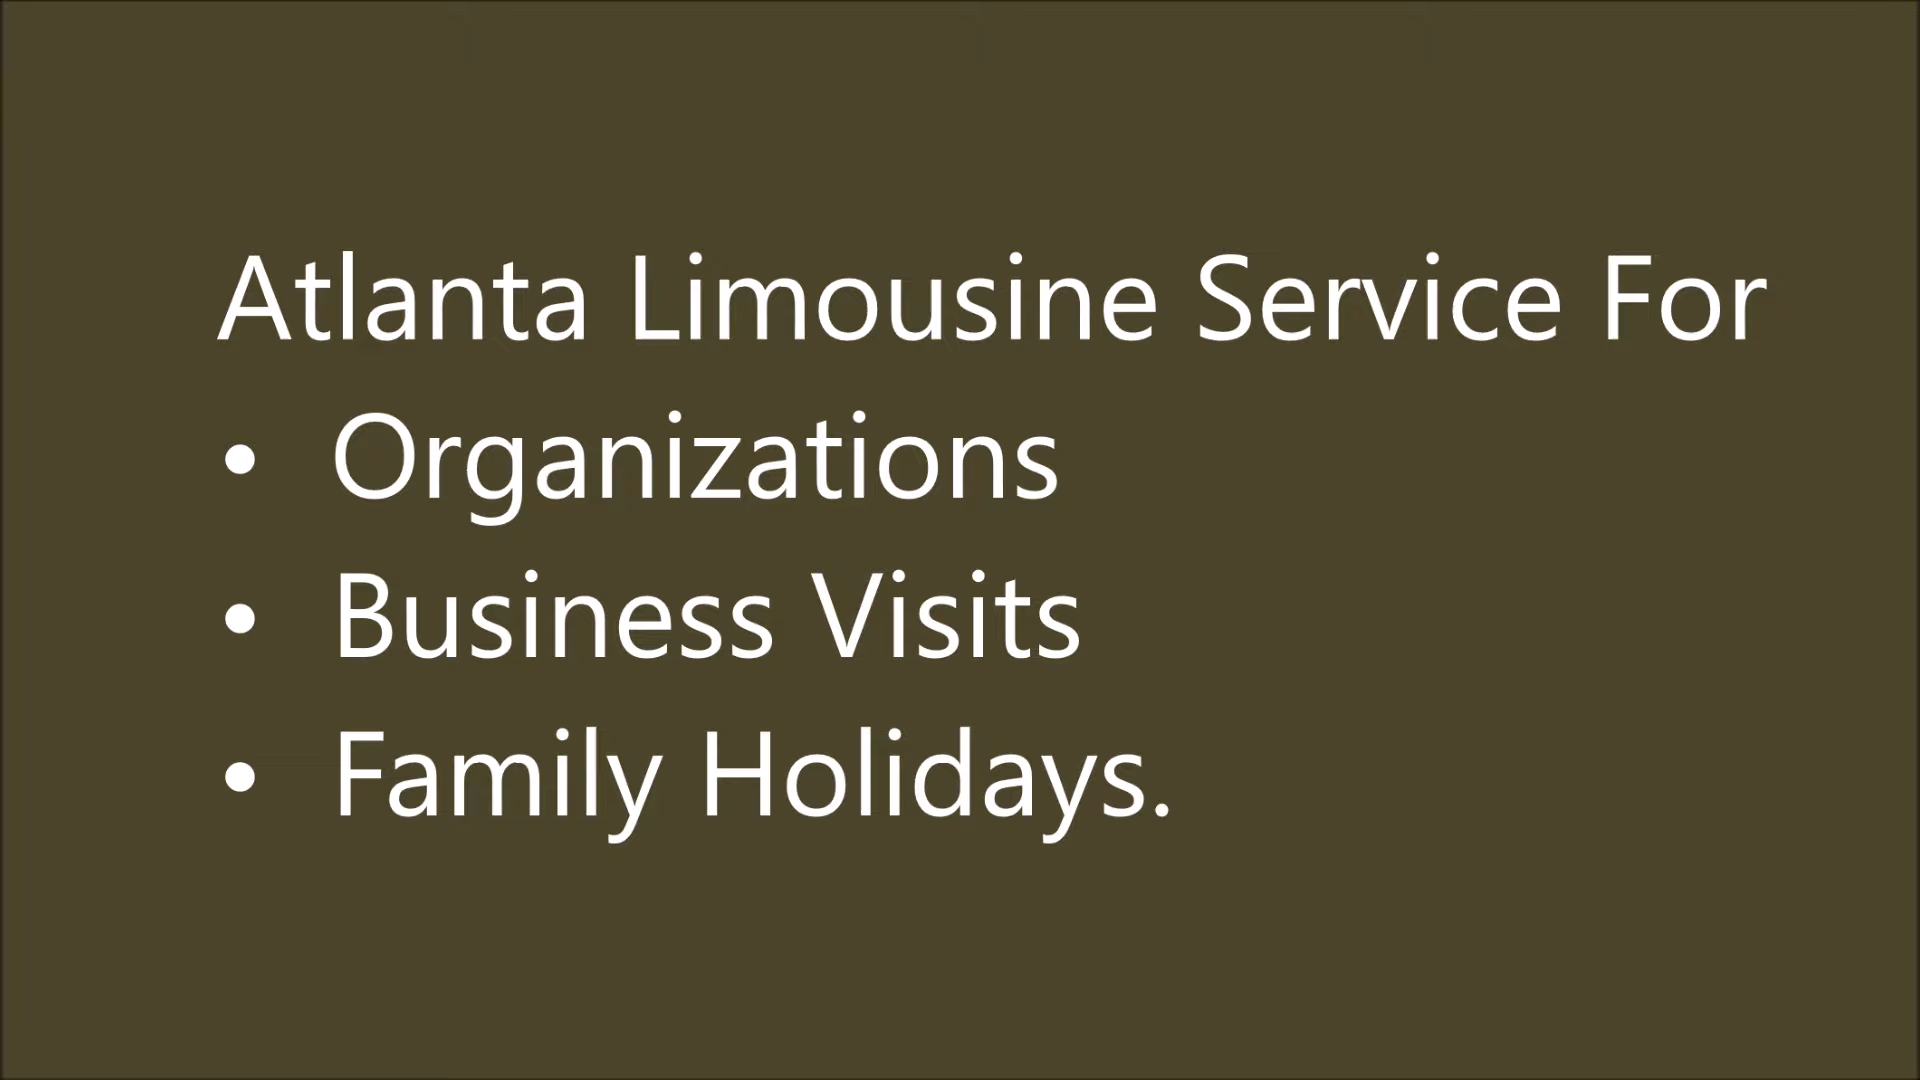 Atlanta Limousine Service For
• Organizations
• Business Visits
• Family Holidays.